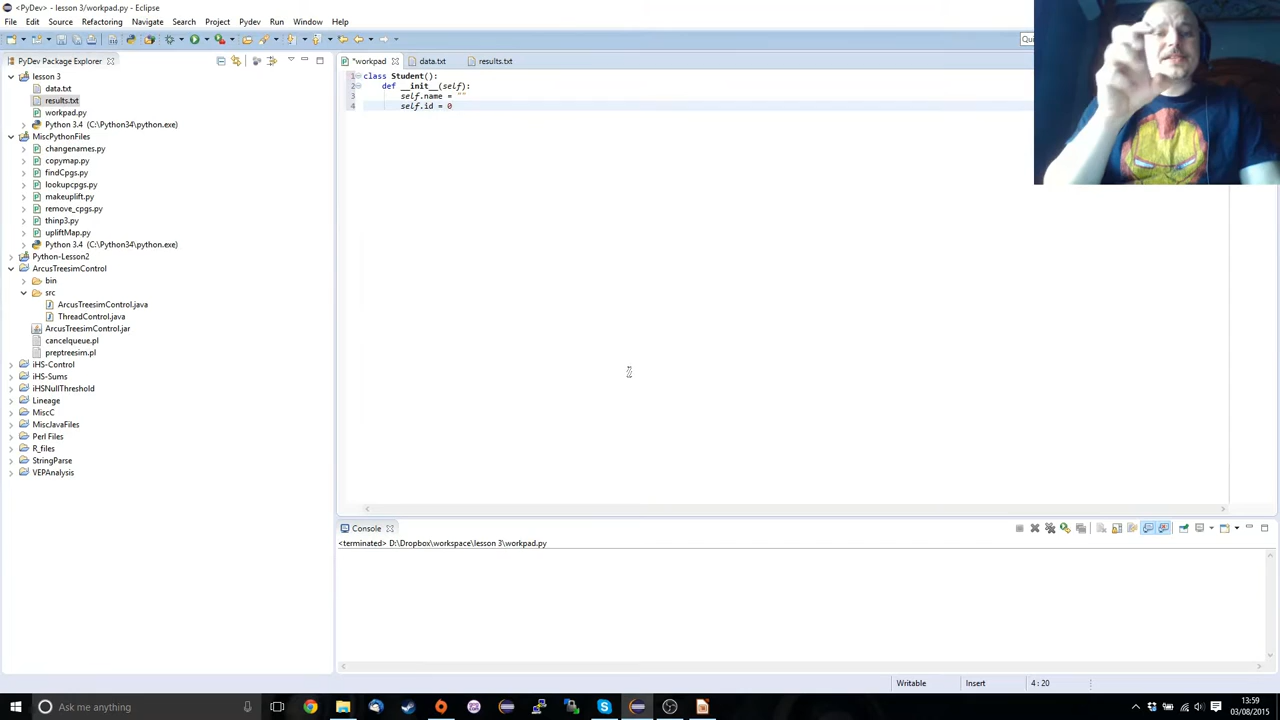 <PyDev> - lesson 3/workpad.py - Eclipse
File Edit Source Refactoring Navigate Search Project Pydev Run Window Help
Qui
PyDev Package Explorer
lesson 3
data.txt
results.txt
workpad.py
Python 3.4 (C:\Python34\python.exe)
MiscPythonFiles
changenames.py
copymap.py
findCpgs.py
lookupcpgs.py
makeuplift.py
remove_cpgs.py
thinp3.py
upliftMap.py
Python 3.4 (C:\Python34\python.exe)
Python-Lesson2
ArcusTreesimControl
bin
src
ArcusTreesimControl.java
ThreadControl.java
ArcusTreesimControl.jar
cancelqueue.pl
preptreesim.pl
iHS-Control
iHS-Sums
iHSNullThreshold
Lineage
MiscC
MiscJavaFiles
Perl Files
R_files
StringParse
VEPAnalysis
*workpad data.txt results.txt
1 class Student():
2 def __init__(self):
3 self.name = ""
4 self.id = 0
Console
<terminated> D:\Dropbox\workspace\lesson 3\workpad.py
Writable Insert 4 : 20
Ask me anything
13:59
03/08/2015